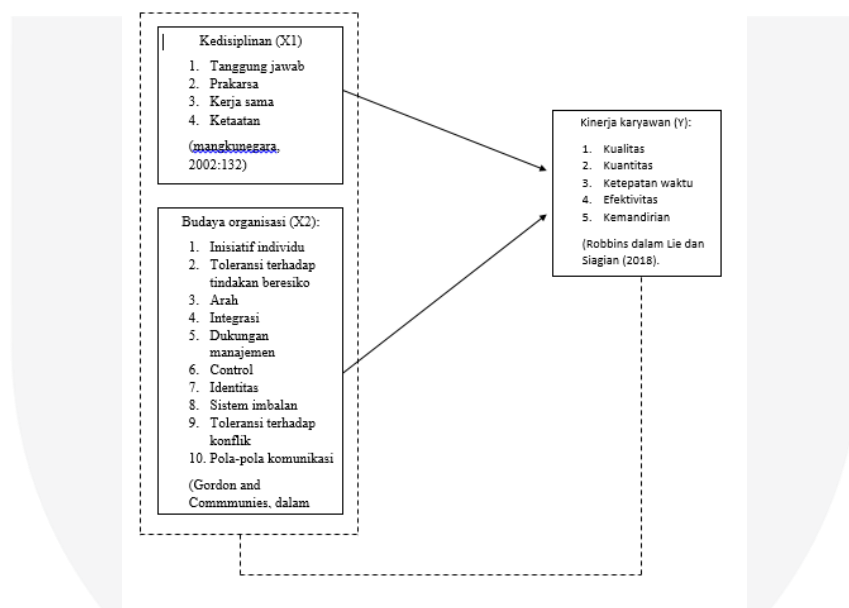 Kedisiplinan (X1)
1. Tanggung jawab
2. Prakarsa
3. Kerja sama
4. Ketaatan
(mangkunegara,
2002:132)
Budaya organisasi (X2):
1. Inisiatif individu
2. Toleransi terhadap
tindakan beresiko
3. Arah
4. Integrasi
5. Dukungan
manajemen
6. Control
7. Identitas
8. Sistem imbalan
9. Toleransi terhadap
konflik
10. Pola-pola komunikasi
(Gordon and
Commmunies, dalam
Kinerja karyawan (Y):
1. Kualitas
2. Kuantitas
3. Ketepatan waktu
4. Efektivitas
5. Kemandirian
(Robbins dalam Lie dan
Siagian (2018).